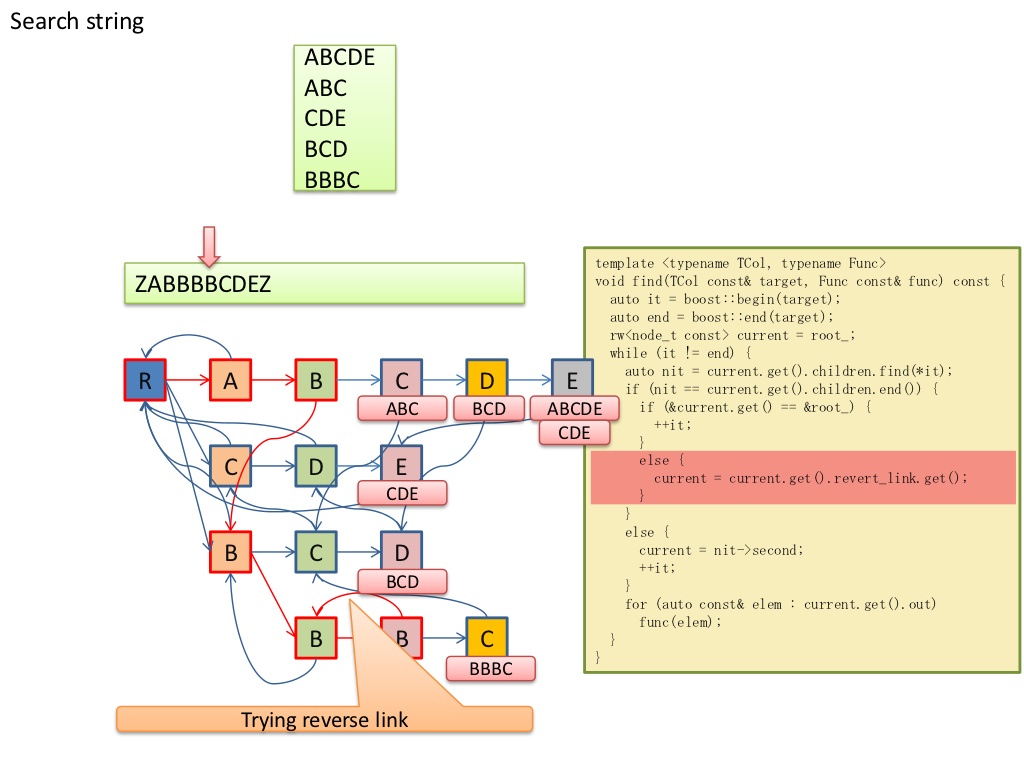 Search string
ABCDE
ABC
CDE
BCD
BBBC
ZABBBBCDEZ
R
A
B
C
D
E
ABC
BCD
ABCDE
CDE
C
D
E
CDE
B
C
D
BCD
B
B
C
BBBC
Trying reverse link
template <typename TCol, typename Func>
void find(TCol const& target, Func const& func) const {
  auto it = boost::begin(target);
  auto end = boost::end(target);
  rw<node_t const> current = root_;
  while (it != end) {
    auto nit = current.get().children.find(*it);
    if (nit == current.get().children.end()) {
      if (&current.get() == &root_) {
        ++it;
      }
      else {
        current = current.get().revert_link.get();
      }
    }
    else {
      current = nit->second;
      ++it;
    }
    for (auto const& elem : current.get().out)
      func(elem);
  }
}